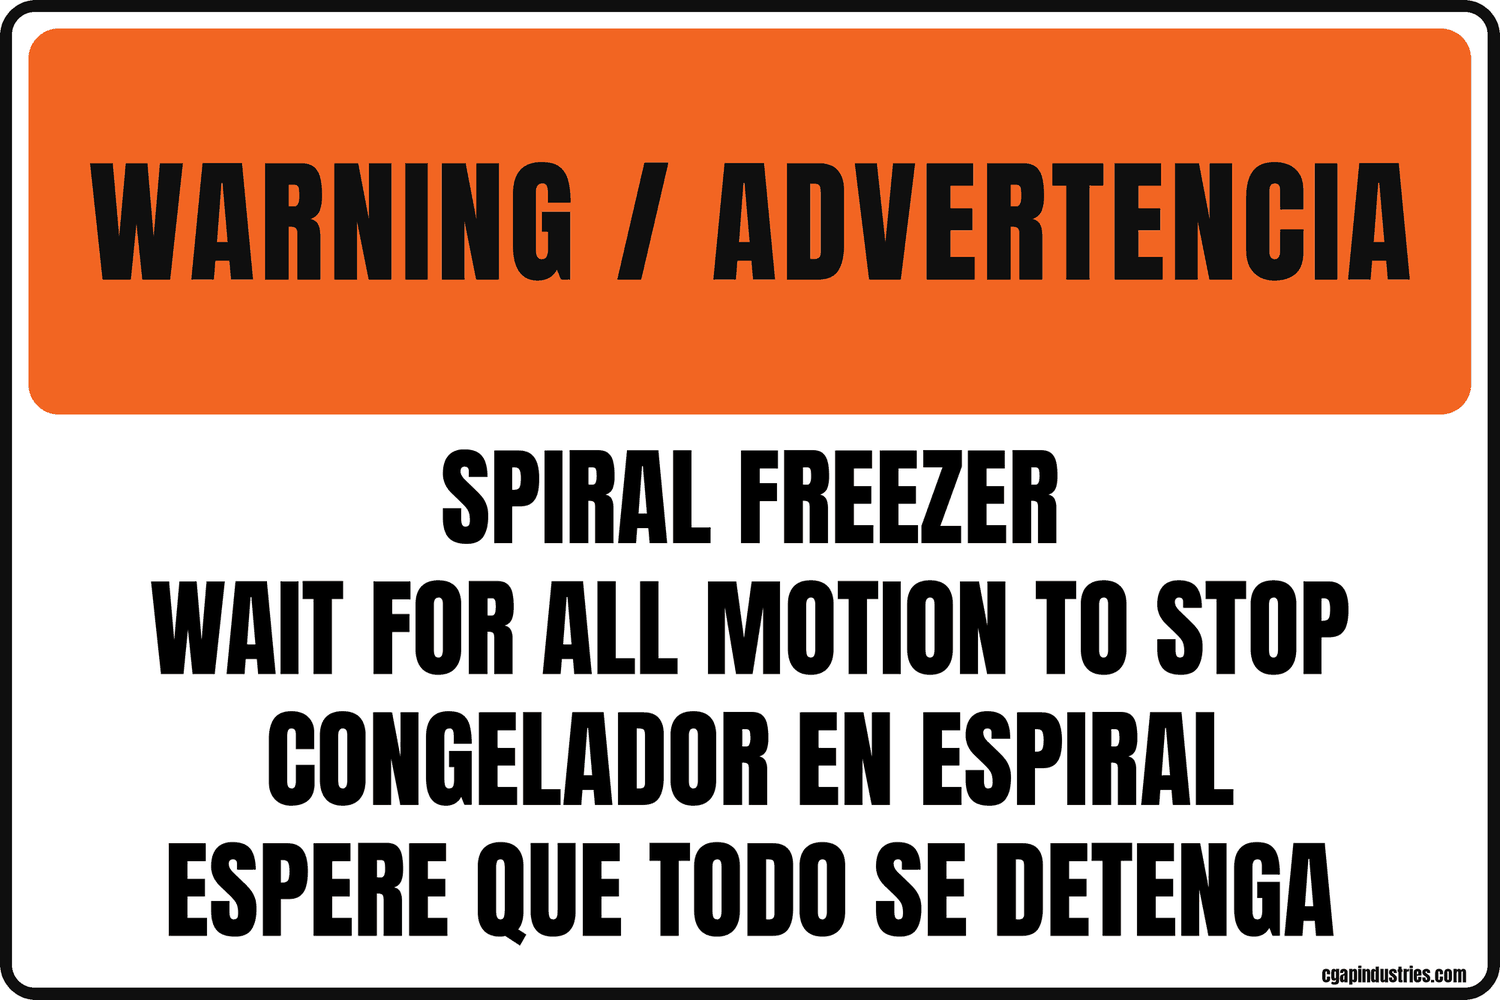 WARNING / ADVERTENCIA
SPIRAL FREEZER
WAIT FOR ALL MOTION TO STOP
CONGELADOR EN ESPIRAL
ESPERE QUE TODO SE DETENGA
cgapindustries.com